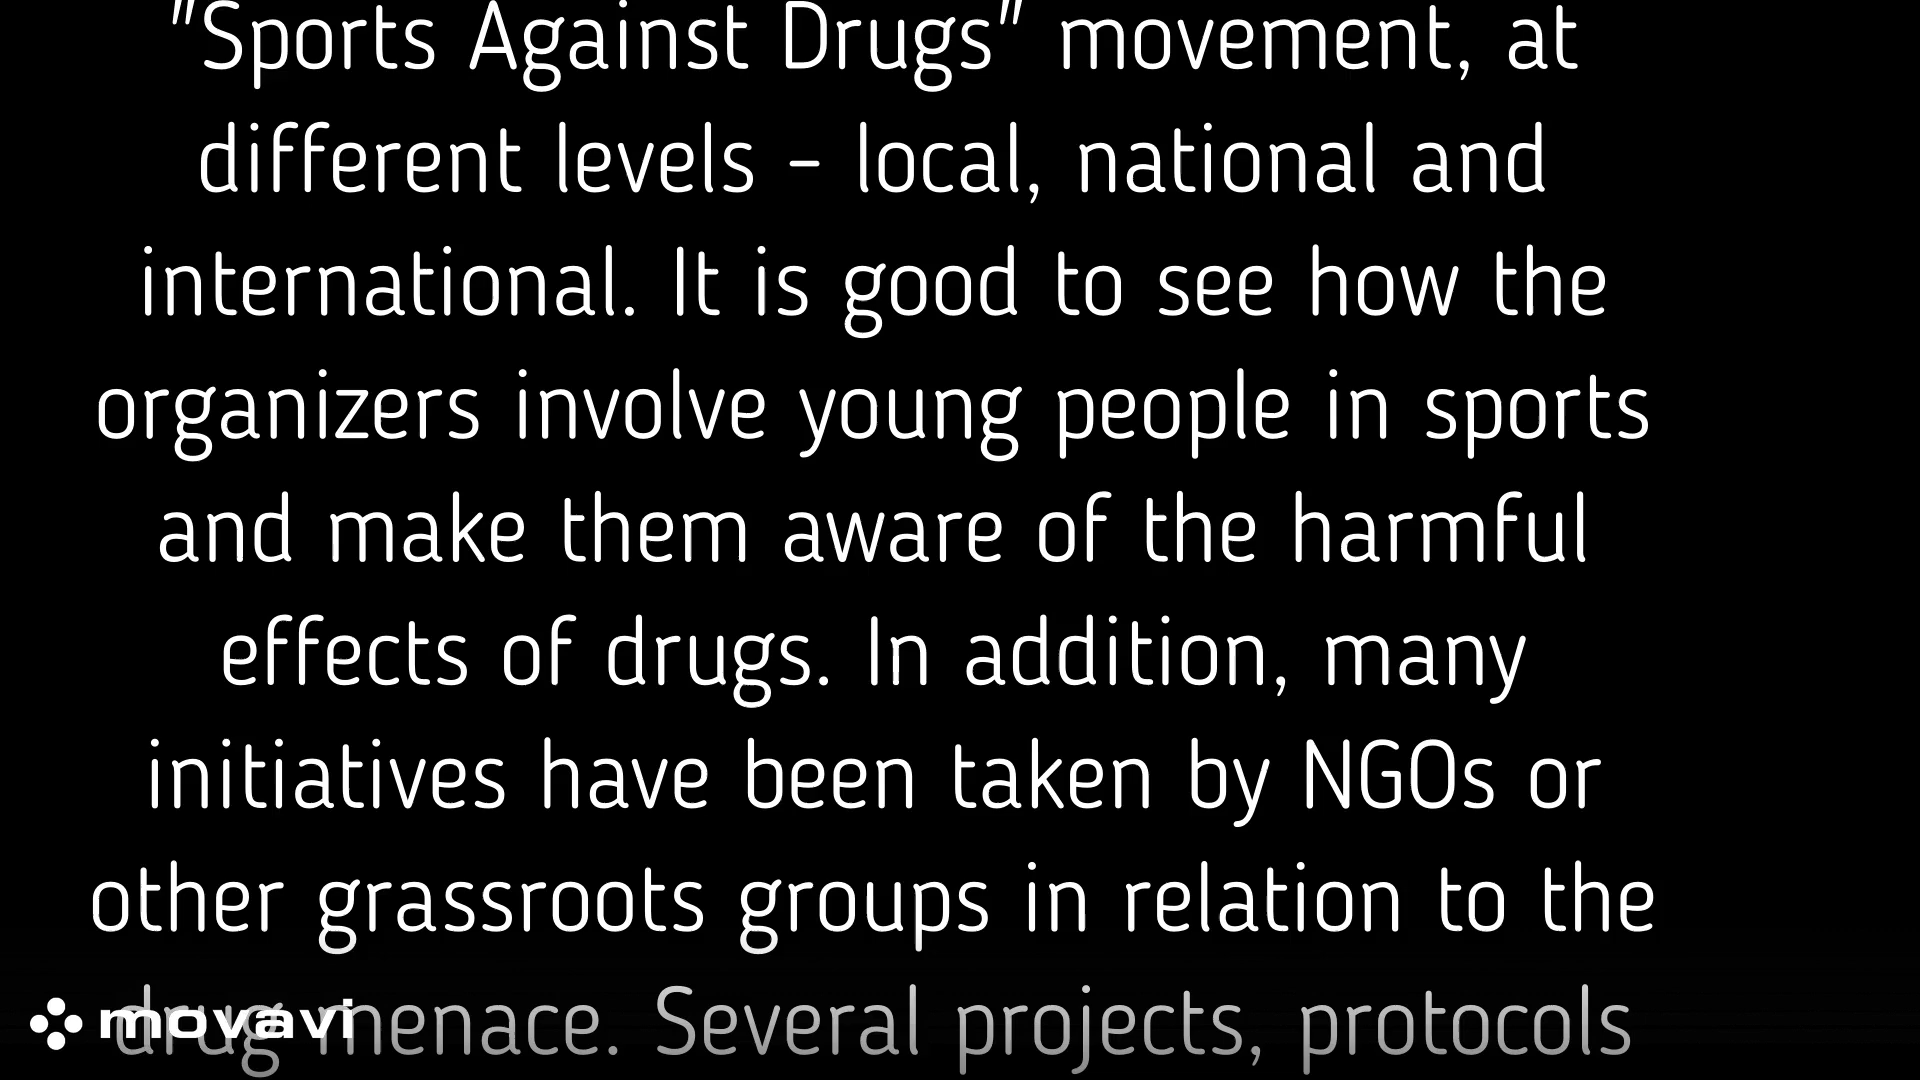 "Sports Against Drugs" movement, at
different levels - local, national and
international. It is good to see how the
organizers involve young people in sports
and make them aware of the harmful
effects of drugs. In addition, many
initiatives have been taken by NGOs or
other grassroots groups in relation to the
drug menace. Several projects, protocols
movavi